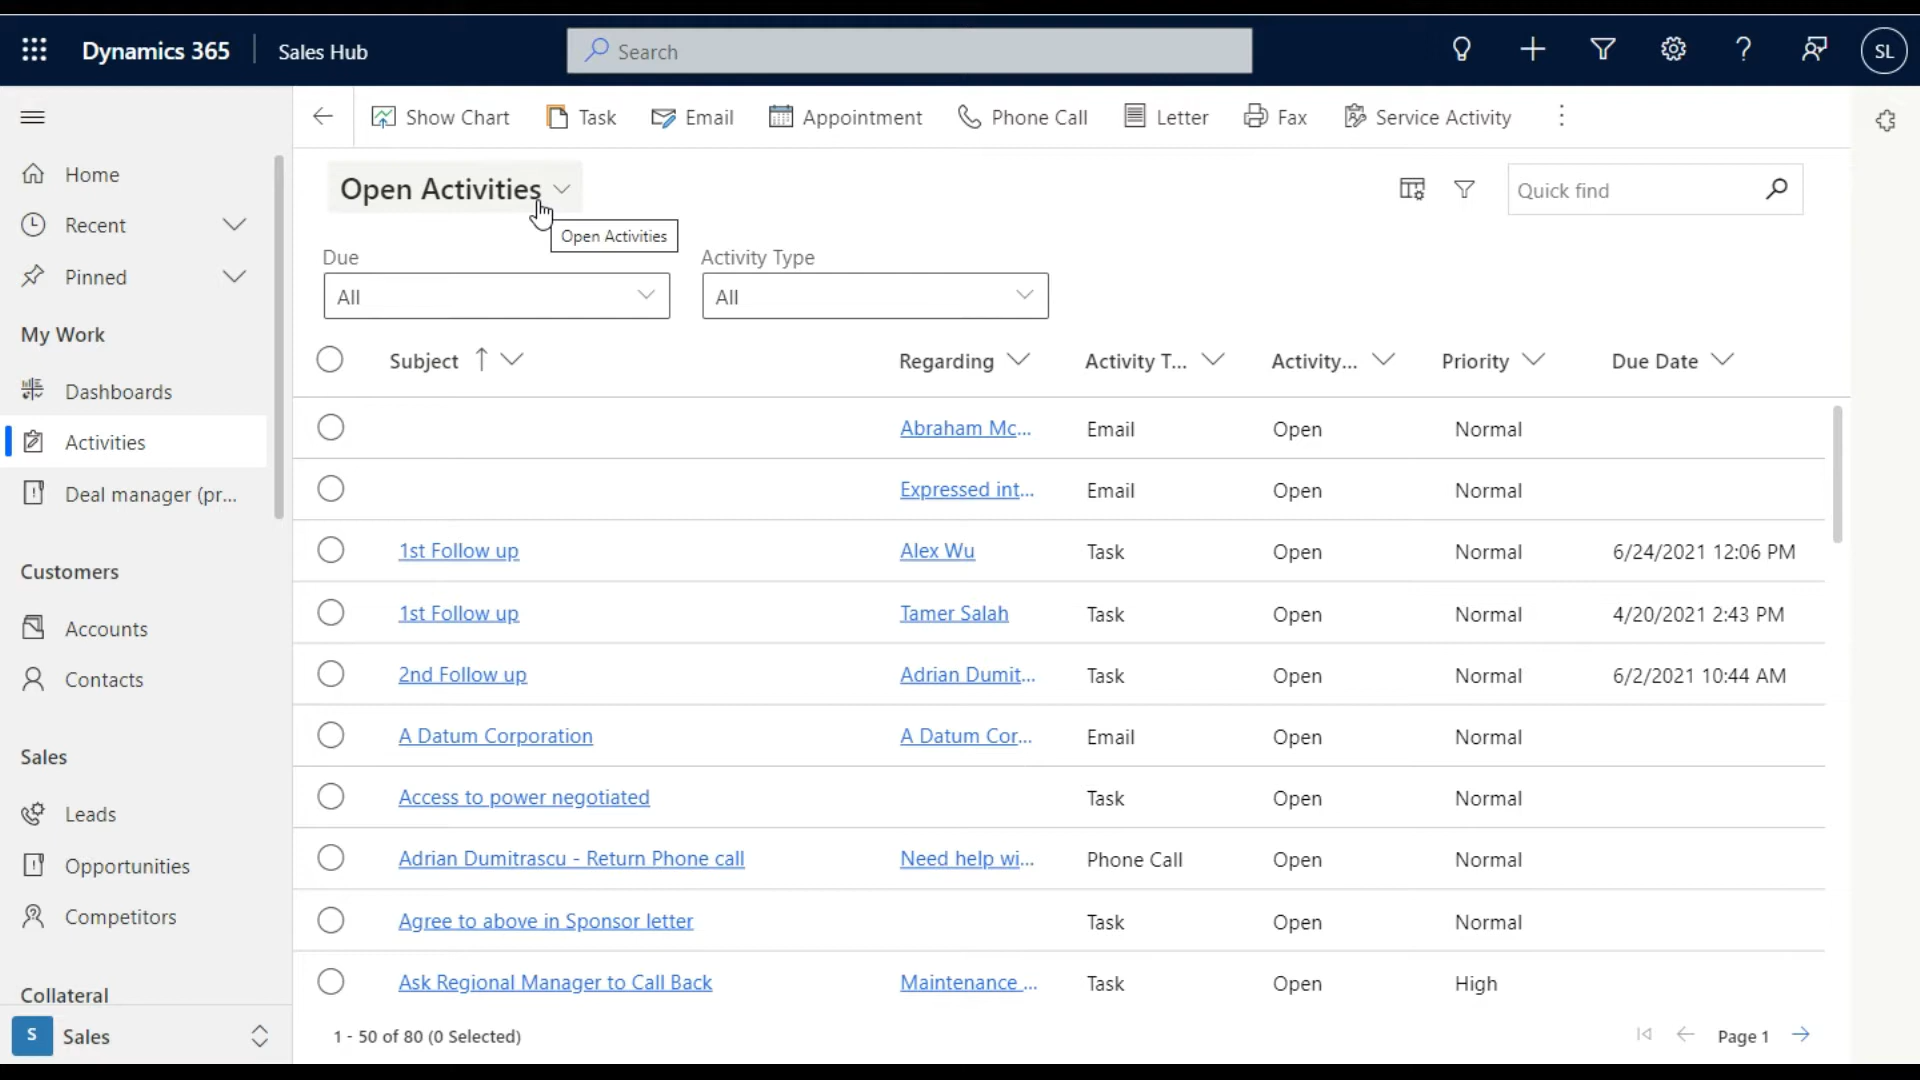 Dynamics 365 Sales Hub Search SL
Show Chart Task Email Appointment Phone Call Letter Fax Service Activity
Home
Recent
Pinned
My Work
Dashboards
Activities
Deal manager (pr...
Customers
Accounts
Contacts
Sales
Leads
Opportunities
Competitors
Collateral
S Sales
Open Activities
Open Activities
Quick find
Due Activity Type
All All
Subject Regarding Activity T... Activity... Priority Due Date
Abraham Mc... Email Open Normal
Expressed int... Email Open Normal
1st Follow up Alex Wu Task Open Normal 6/24/2021 12:06 PM
1st Follow up Tamer Salah Task Open Normal 4/20/2021 2:43 PM
2nd Follow up Adrian Dumit... Task Open Normal 6/2/2021 10:44 AM
A Datum Corporation A Datum Cor... Email Open Normal
Access to power negotiated Task Open Normal
Adrian Dumitrascu - Return Phone call Need help wi... Phone Call Open Normal
Agree to above in Sponsor letter Task Open Normal
Ask Regional Manager to Call Back Maintenance ... Task Open High
1 - 50 of 80 (0 Selected) Page 1